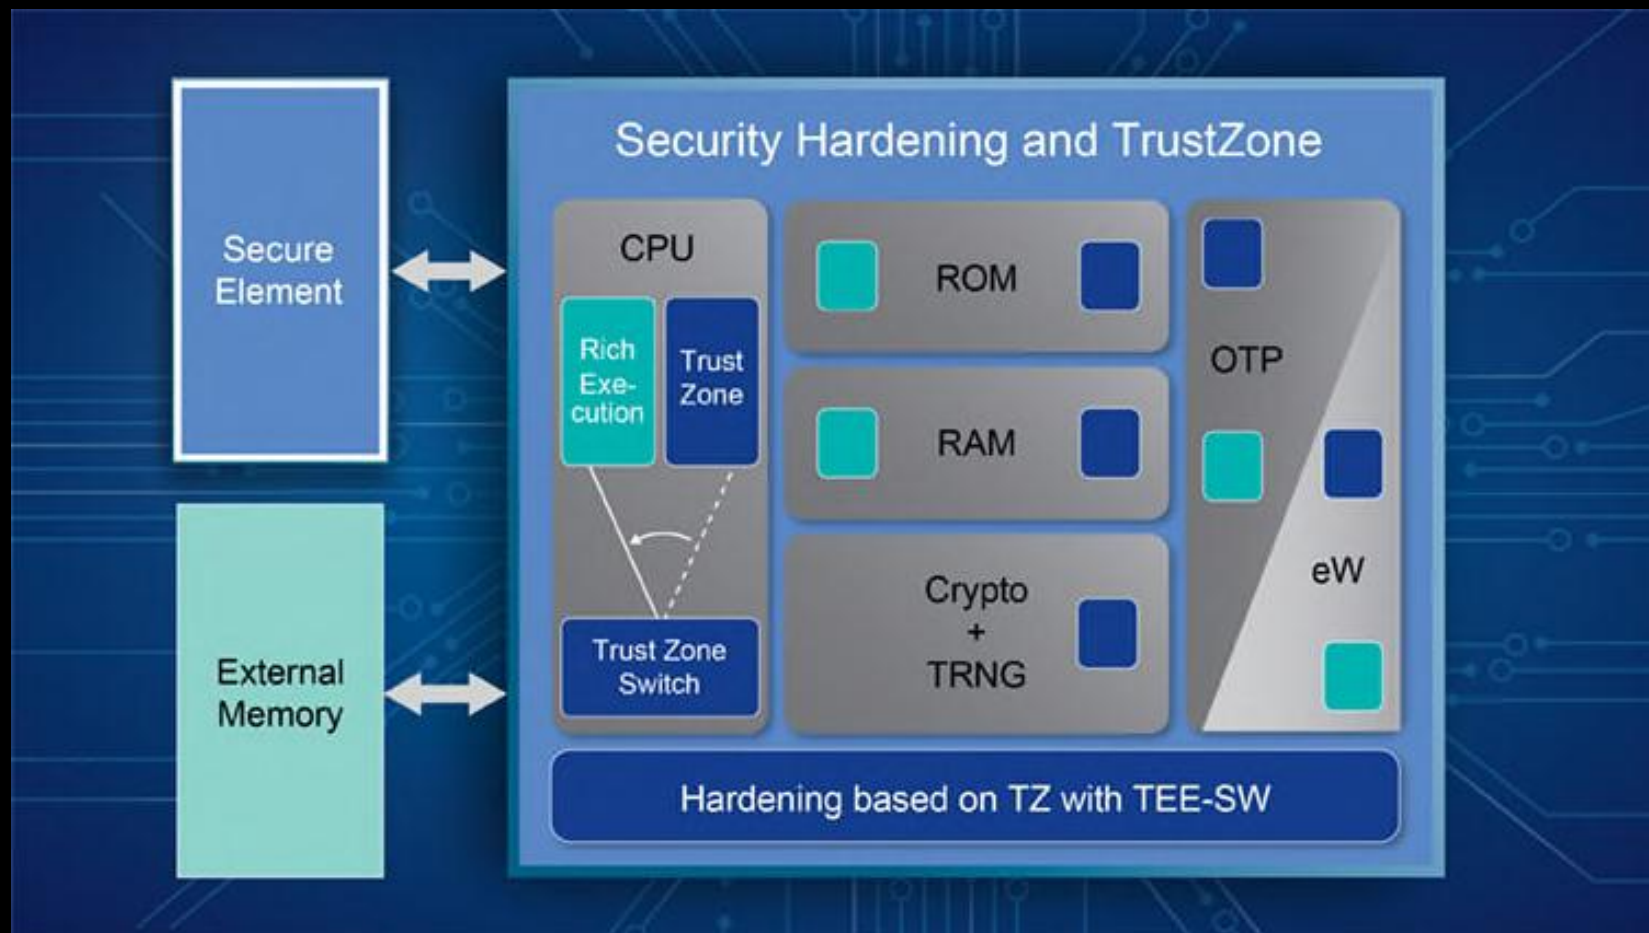 Security Hardening and TrustZone
Secure
Element
External
Memory
CPU
Rich
Exe-
cution
Trust
Zone
Trust Zone
Switch
ROM
RAM
Crypto
+
TRNG
OTP
eW
Hardening based on TZ with TEE-SW